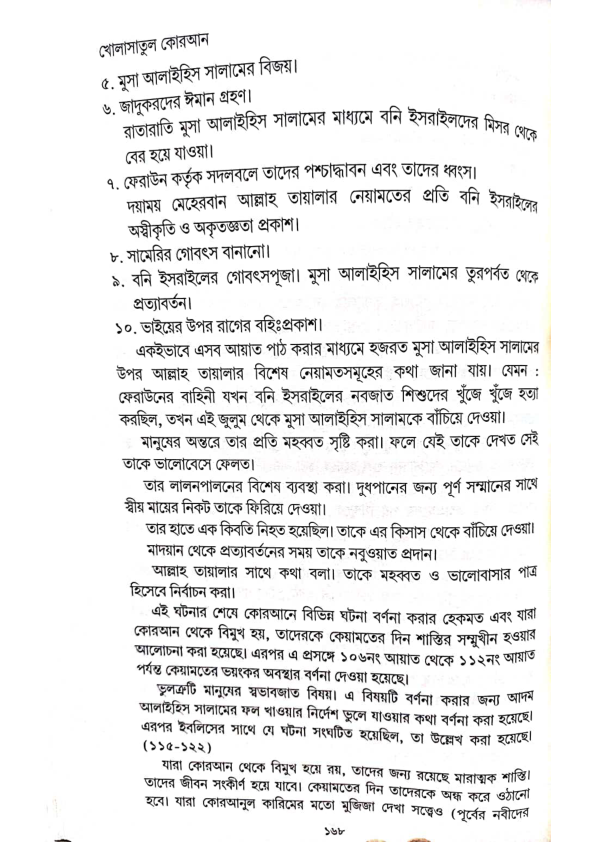 খোলাসাতুল কোরআন
৫. মুসা আলাইহিস সালামের বিজয়।
৬. জাদুকরদের ঈমান গ্রহণ।
রাতারাতি মুসা আলাইহিস সালামের মাধ্যমে বনি ইসরাইলদের মিসর থেকে
বের হয়ে যাওয়া।
৭. ফেরাউন কর্তৃক সদলবলে তাদের পশ্চাদ্ধাবন এবং তাদের ধ্বংস।
দয়াময় মেহেরবান আল্লাহ তায়ালার নেয়ামতের প্রতি বনি ইসরাইলের
অস্বীকৃতি ও অকৃতজ্ঞতা প্রকাশ।
৮. সামেরির গোবৎস বানানো।
৯. বনি ইসরাইলের গোবৎসপূজা। মুসা আলাইহিস সালামের তুরপর্বত থেকে
প্রত্যাবর্তন।
১০. ভাইয়ের উপর রাগের বহিঃপ্রকাশ।
একইভাবে এসব আয়াত পাঠ করার মাধ্যমে হজরত মুসা আলাইহিস সালামের
উপর আল্লাহ তায়ালার বিশেষ নেয়ামতসমূহের কথা জানা যায়। যেমন :
ফেরাউনের বাহিনী যখন বনি ইসরাইলের নবজাত শিশুদের খুঁজে খুঁজে হত্যা
করছিল, তখন এই জুলুম থেকে মুসা আলাইহিস সালামকে বাঁচিয়ে দেওয়া।
মানুষের অন্তরে তার প্রতি মহব্বত সৃষ্টি করা। ফলে যেই তাকে দেখত সেই
তাকে ভালোবেসে ফেলত।
তার লালনপালনের বিশেষ ব্যবস্থা করা। দুধপানের জন্য পূর্ণ সম্মানের সাথে
স্বীয় মায়ের নিকট তাকে ফিরিয়ে দেওয়া।
তার হাতে এক কিবতি নিহত হয়েছিল। তাকে এর কিসাস থেকে বাঁচিয়ে দেওয়া।
মাদয়ান থেকে প্রত্যাবর্তনের সময় তাকে নবুওয়াত প্রদান।
আল্লাহ তায়ালার সাথে কথা বলা। তাকে মহব্বত ও ভালোবাসার পাত্র
হিসেবে নির্বাচন করা।
এই ঘটনার শেষে কোরআনে বিভিন্ন ঘটনা বর্ণনা করার হেকমত এবং যারা
কোরআন থেকে বিমুখ হয়, তাদেরকে কেয়ামতের দিন শাস্তির সম্মুখীন হওয়ার
আলোচনা করা হয়েছে। এরপর এ প্রসঙ্গে ১০৬নং আয়াত থেকে ১১২নং আয়াত
পর্যন্ত কেয়ামতের ভয়ংকর অবস্থার বর্ণনা দেওয়া হয়েছে।
ভুলত্রুটি মানুষের স্বভাবজাত বিষয়। এ বিষয়টি বর্ণনা করার জন্য আদম
আলাইহিস সালামের ফল খাওয়ার নির্দেশ ভুলে যাওয়ার কথা বর্ণনা করা হয়েছে।
এরপর ইবলিসের সাথে যে ঘটনা সংঘটিত হয়েছিল, তা উল্লেখ করা হয়েছে।
(১১৫-১২২)
যারা কোরআন থেকে বিমুখ হয়ে রয়, তাদের জন্য রয়েছে মারাত্মক শাস্তি।
তাদের জীবন সংকীর্ণ হয়ে যাবে। কেয়ামতের দিন তাদেরকে অন্ধ করে ওঠানো
হবে। যারা কোরআনুল কারিমের মতো মুজিজা দেখা সত্ত্বেও (পূর্বের নবীদের
১৬৮